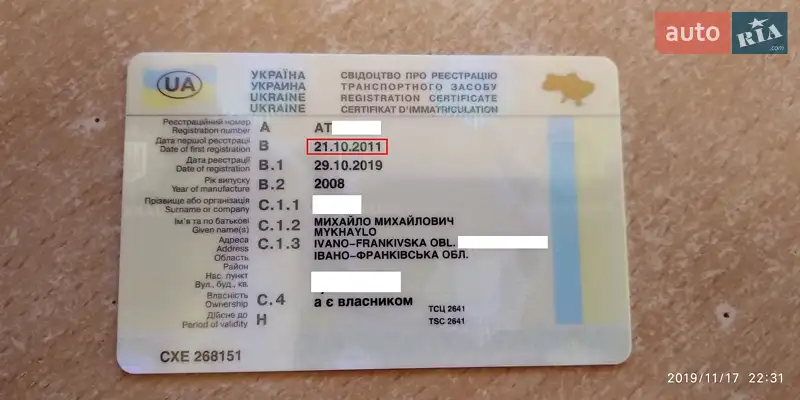 auto RIA .com
UA
УКРАЇНА СВІДОЦТВО ПРО РЕЄСТРАЦІЮ
УКРАИНА ТРАНСПОРТНОГО ЗАСОБУ
UKRAINE REGISTRATION CERTIFICATE
UKRAINE CERTIFIKAT D'IMMATRICULATION
Реєстраційний номер
Registration number A AT
Дата першої реєстрації
Date of first registration B 21.10.2011
Дата реєстрації
Date of registration B.1 29.10.2019
Рік випуску
Year of manufacture B.2 2008
Прізвище або організація
Surname or company C.1.1
Ім'я та по батькові
Given name(s) C.1.2 МИХАЙЛО МИХАЙЛОВИЧ
MYKHAYLO
Адреса
Address C.1.3 IVANO-FRANKIVSKA OBL.
Область ІВАНО-ФРАНКІВСЬКА ОБЛ.
Район
Нас. пункт
Вул., буд., кв.
Власність
Ownership C.4 а є власником
Дійсне до ТСЦ 2641
Period of validity H TSC 2641
СХЕ 268151
2019/11/17 22:31